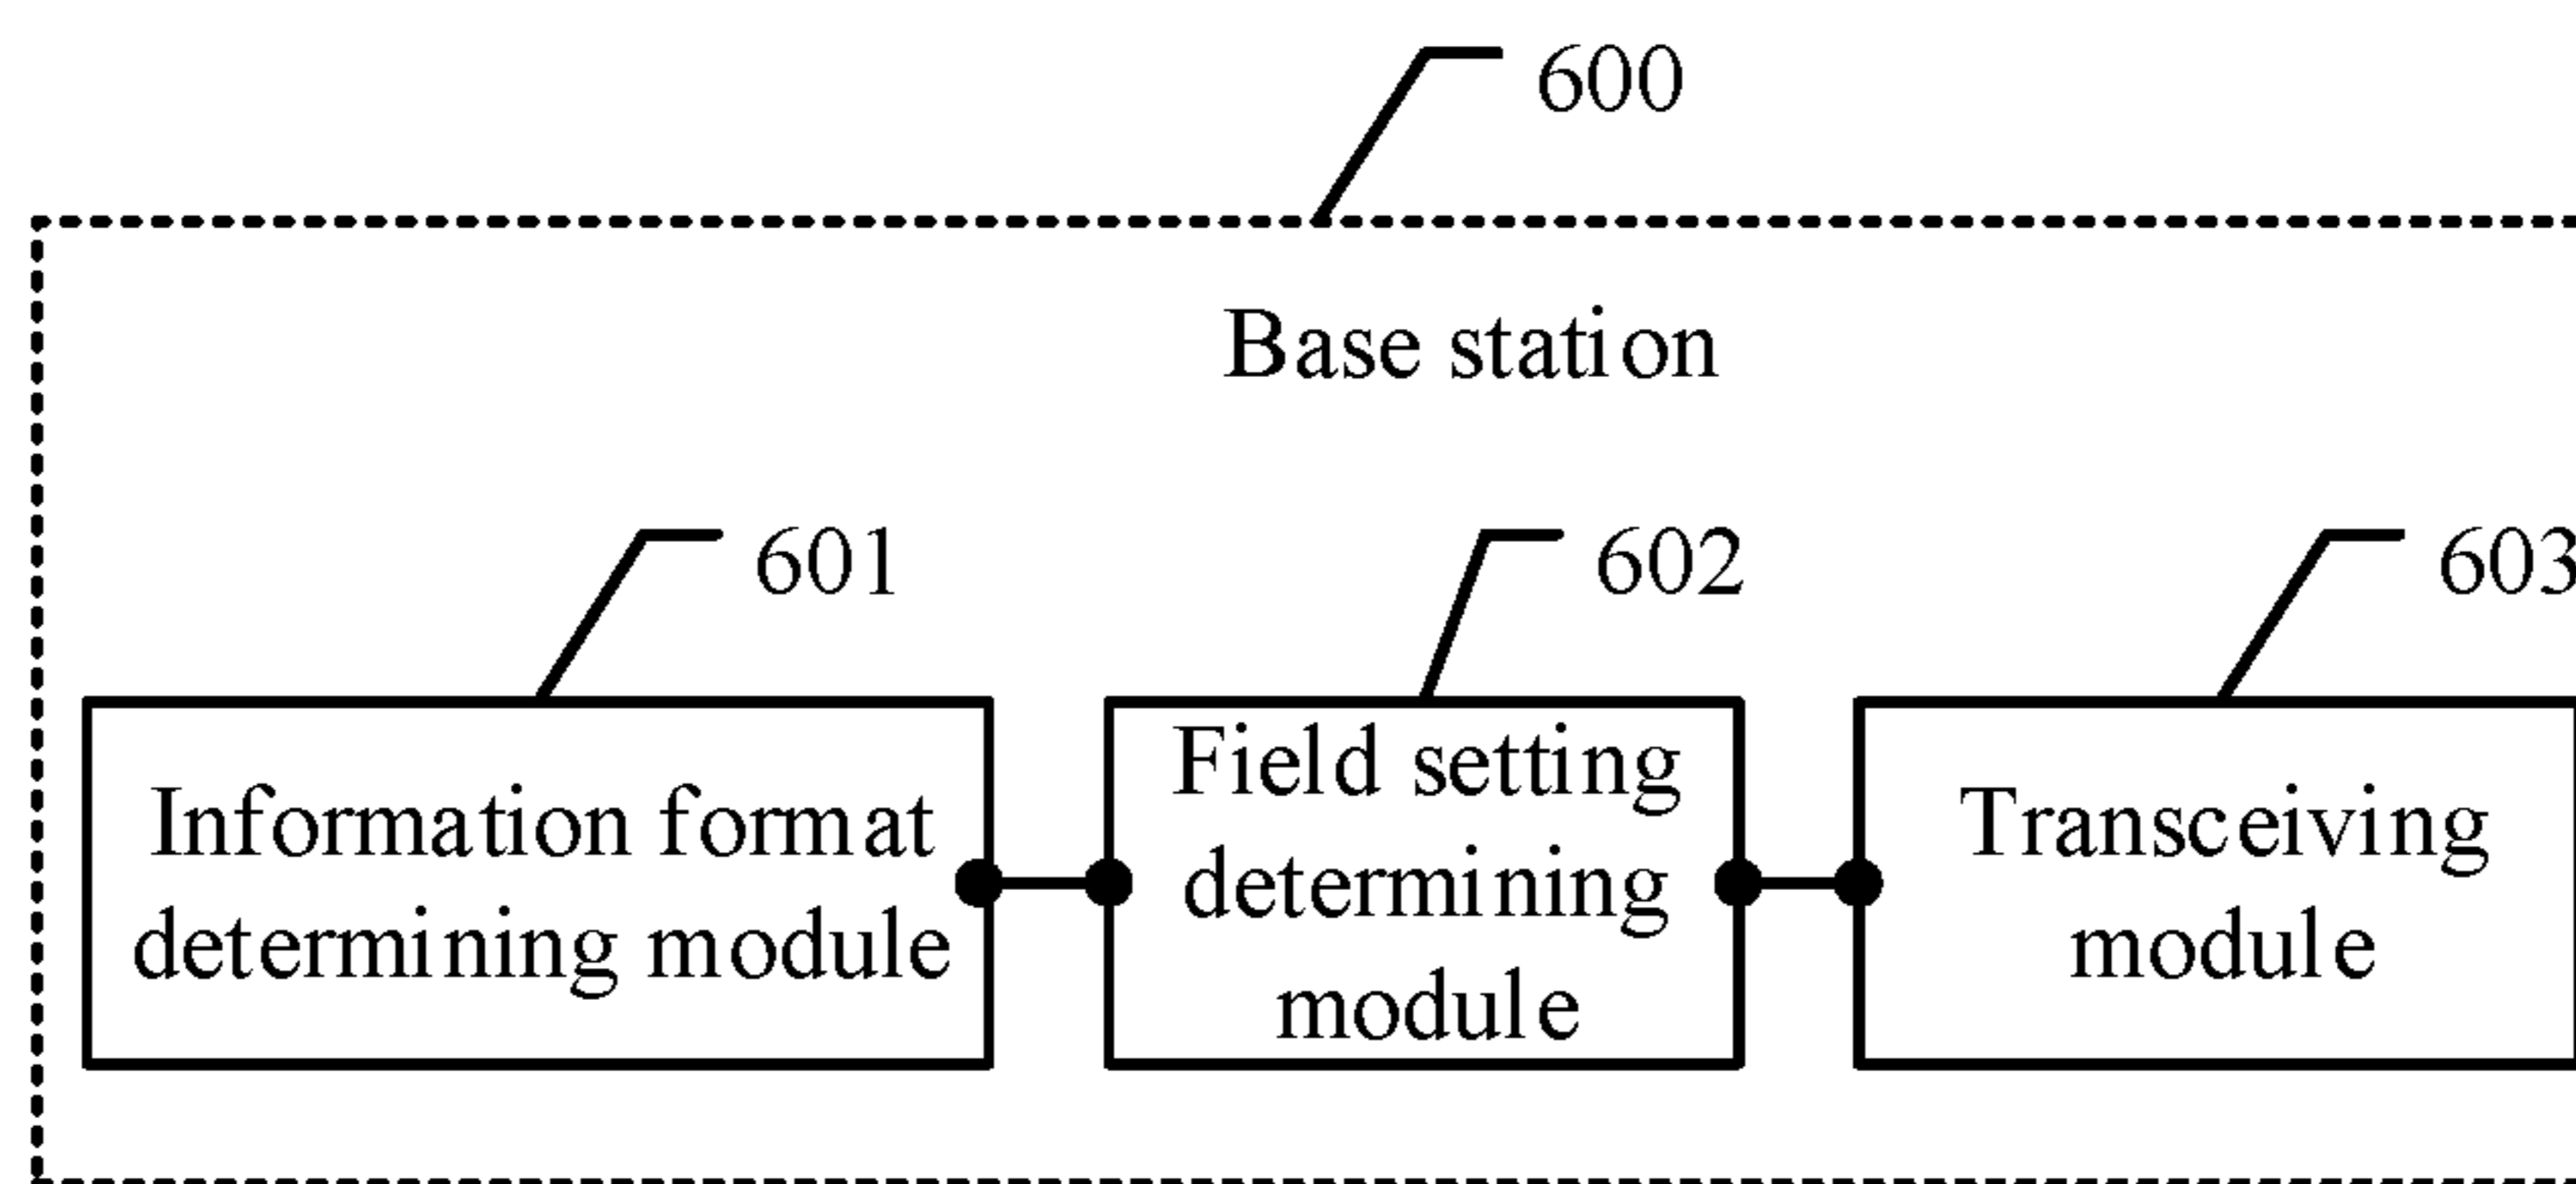 600
Base station
601
602
603
Information format
determining module
Field setting
determining
module
Transceiving
module